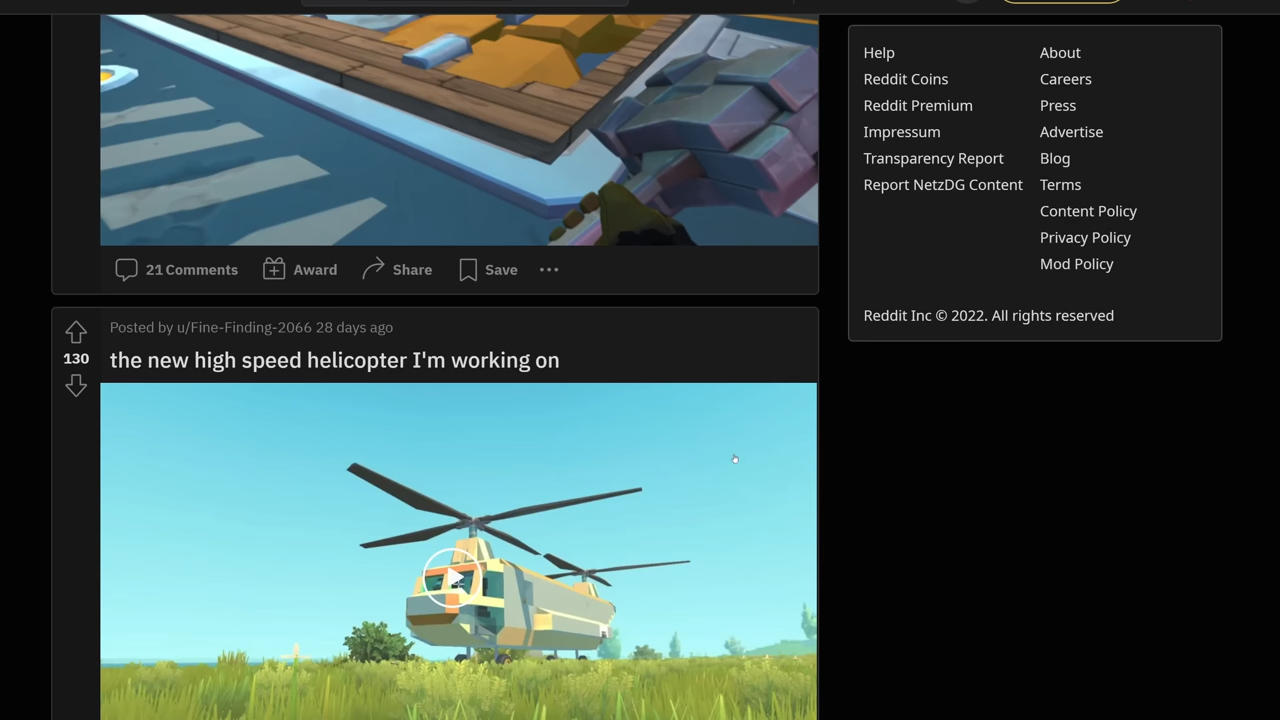 21 Comments
Award
Share
Save
Posted by u/Fine-Finding-2066 28 days ago
130
the new high speed helicopter I'm working on
Help
Reddit Coins
Reddit Premium
Impressum
Transparency Report
Report NetzDG Content
About
Careers
Press
Advertise
Blog
Terms
Content Policy
Privacy Policy
Mod Policy
Reddit Inc © 2022. All rights reserved